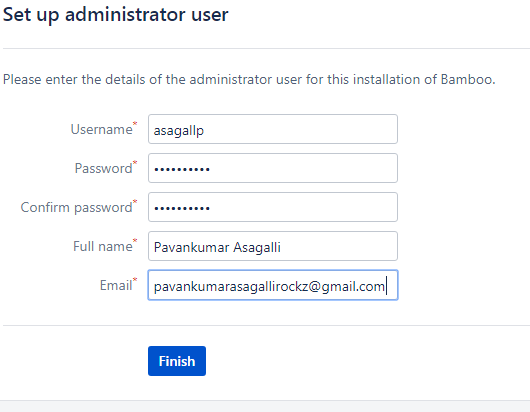 Set up administrator user
Please enter the details of the administrator user for this installation of Bamboo.
Username* asagallp
Password* ••••••••••
Confirm password* ••••••••••
Full name* Pavankumar Asagalli
Email* pavankumarasagallirockz@gmail.com
Finish